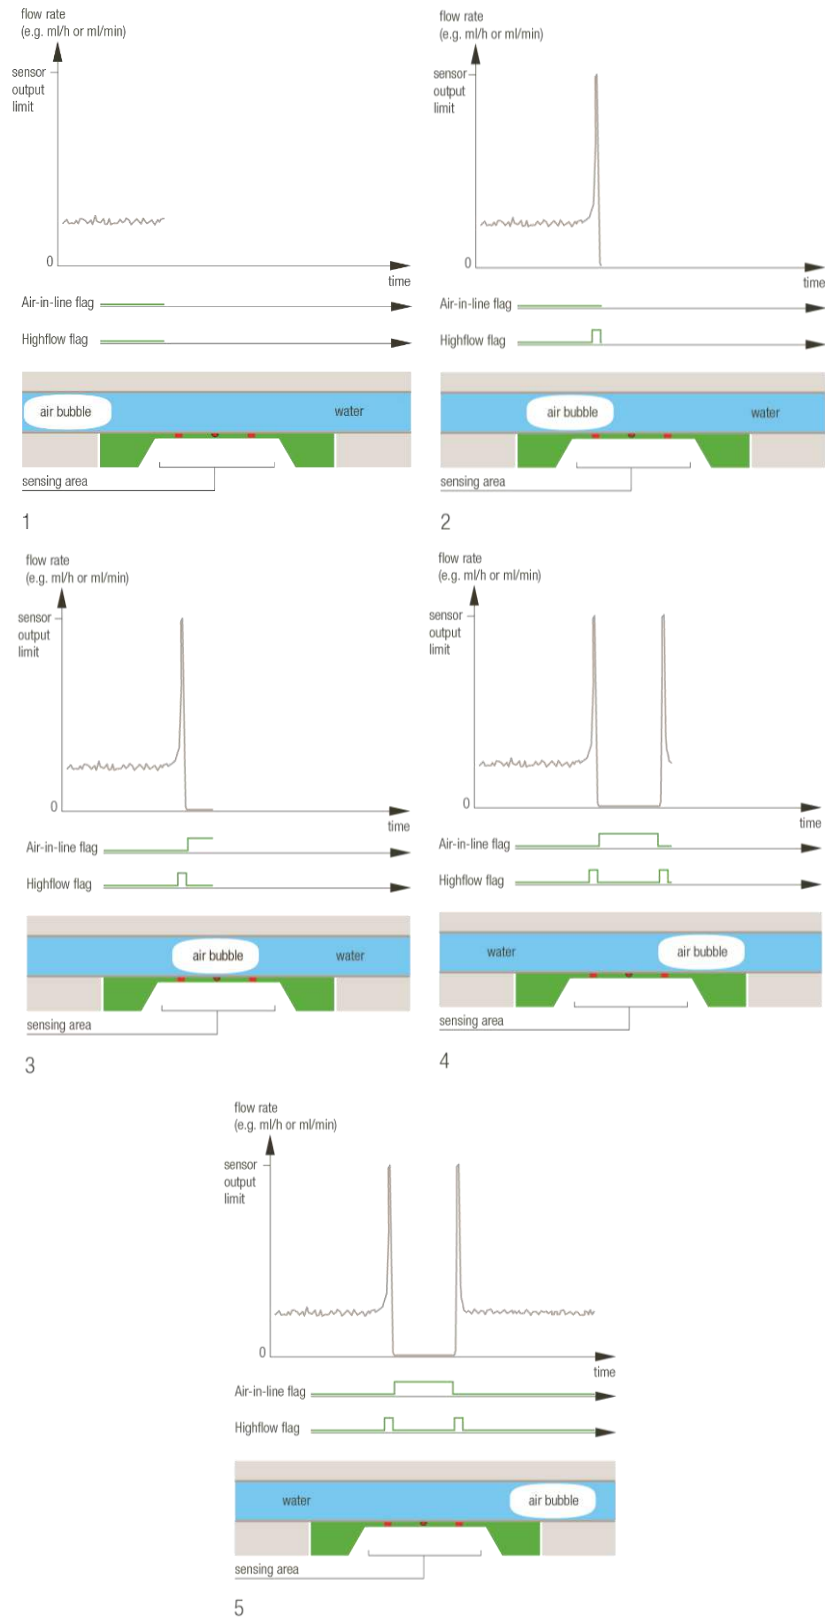 flow rate
(e.g. ml/h or ml/min)
sensor
output
limit
0
time
Air-in-line flag
Highflow flag
air bubble
water
sensing area
1
flow rate
(e.g. ml/h or ml/min)
sensor
output
limit
0
time
Air-in-line flag
Highflow flag
air bubble
water
sensing area
2
flow rate
(e.g. ml/h or ml/min)
sensor
output
limit
0
time
Air-in-line flag
Highflow flag
air bubble
water
sensing area
3
flow rate
(e.g. ml/h or ml/min)
sensor
output
limit
0
time
Air-in-line flag
Highflow flag
water
air bubble
sensing area
4
flow rate
(e.g. ml/h or ml/min)
sensor
output
limit
0
time
Air-in-line flag
Highflow flag
water
air bubble
sensing area
5